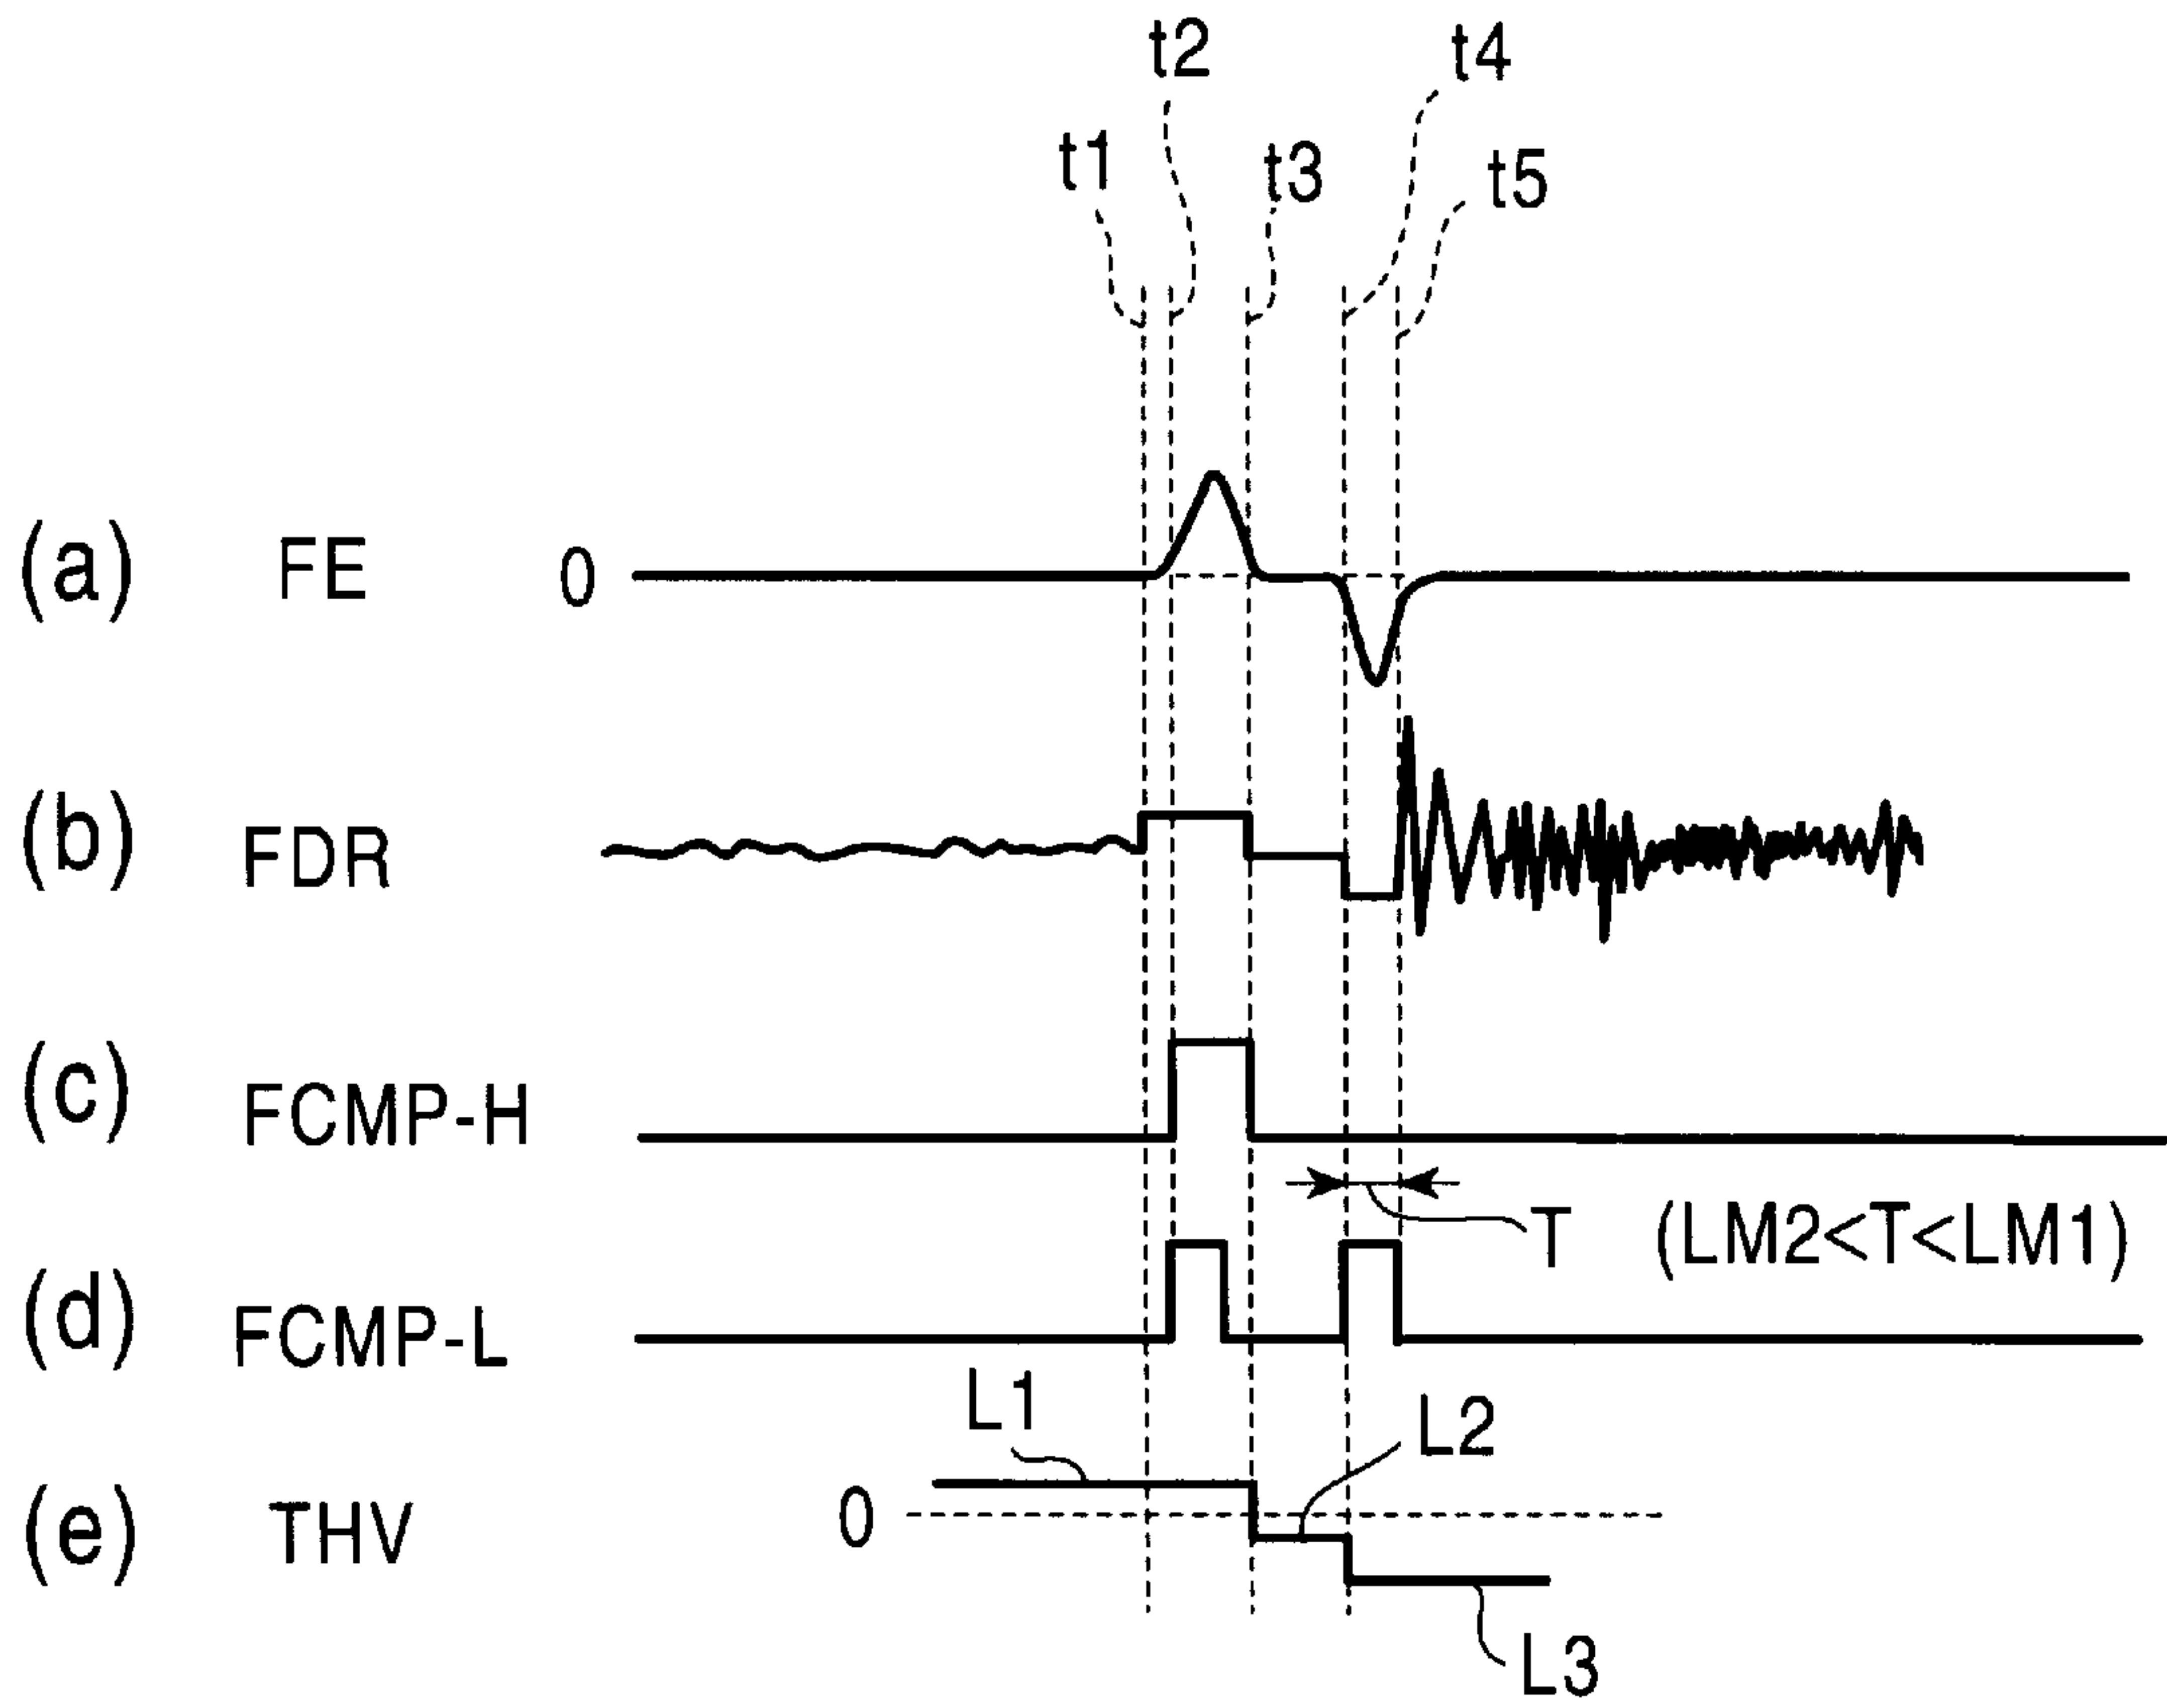 t2
t4
t1
t3
t5
(a) FE 0
(b) FDR
(c) FCMP-H
T (LM2<T<LM1)
(d) FCMP-L
L1
L2
(e) THV 0
L3